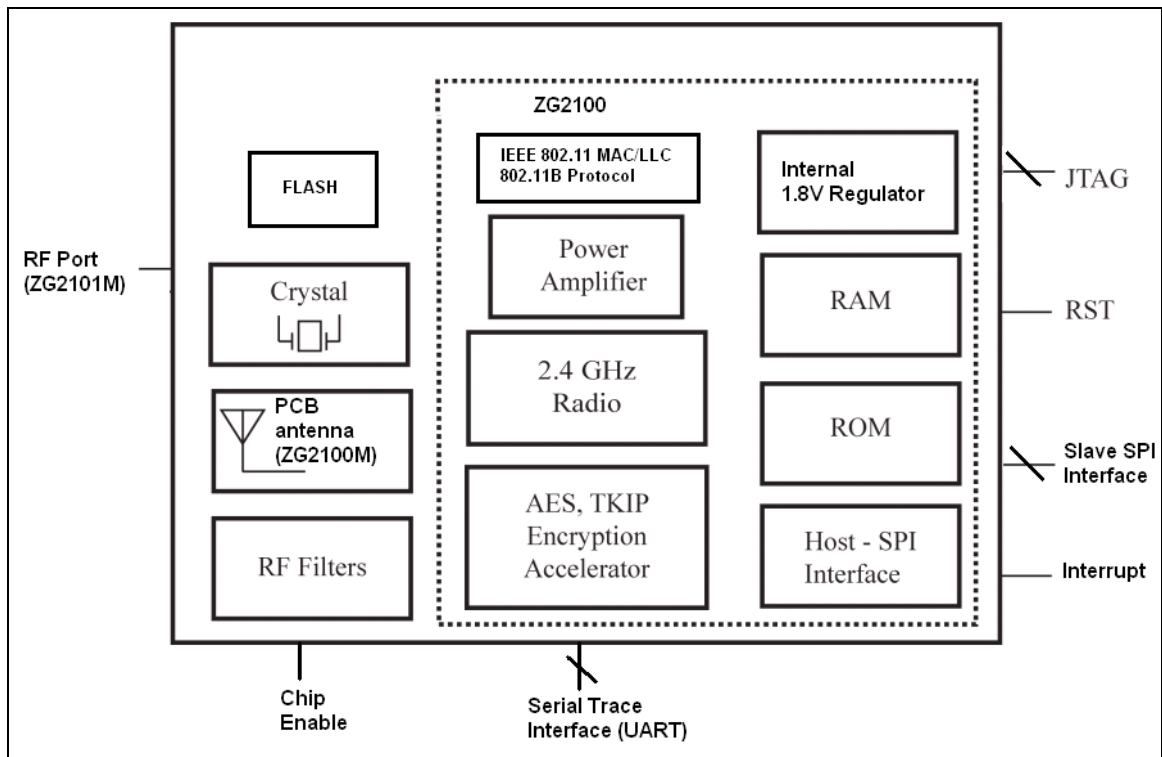 ZG2100
IEEE 802.11 MAC/LLC
802.11B Protocol
Internal
1.8V Regulator
FLASH
JTAG
Power
Amplifier
RF Port
(ZG2101M)
Crystal
RAM
RST
2.4 GHz
Radio
PCB
antenna
(ZG2100M)
ROM
Slave SPI
Interface
AES, TKIP
Encryption
Accelerator
RF Filters
Host - SPI
Interface
Interrupt
Chip
Enable
Serial Trace
Interface (UART)